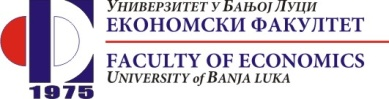 УНИВЕРЗИТЕТ У БАЊОЈ ЛУЦИ
ЕКОНОМСКИ ФАКУЛТЕТ
FACULTY OF ECONOMICS
UNIVERSITY of BANJA LUKA
1975